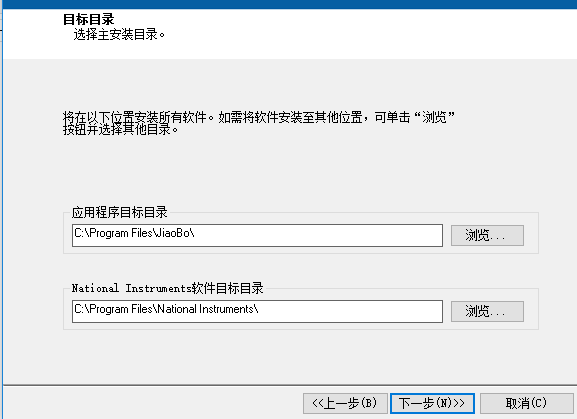 目标目录
选择主安装目录。
将在以下位置安装所有软件。如需将软件安装至其他位置，可单击“浏览”
按钮并选择其他目录。
应用程序目标目录
C:\Program Files\JiaoBo\
浏览...
National Instruments软件目标目录
C:\Program Files\National Instruments\
浏览...
<<上一步(B)
下一步(N)>>
取消(C)